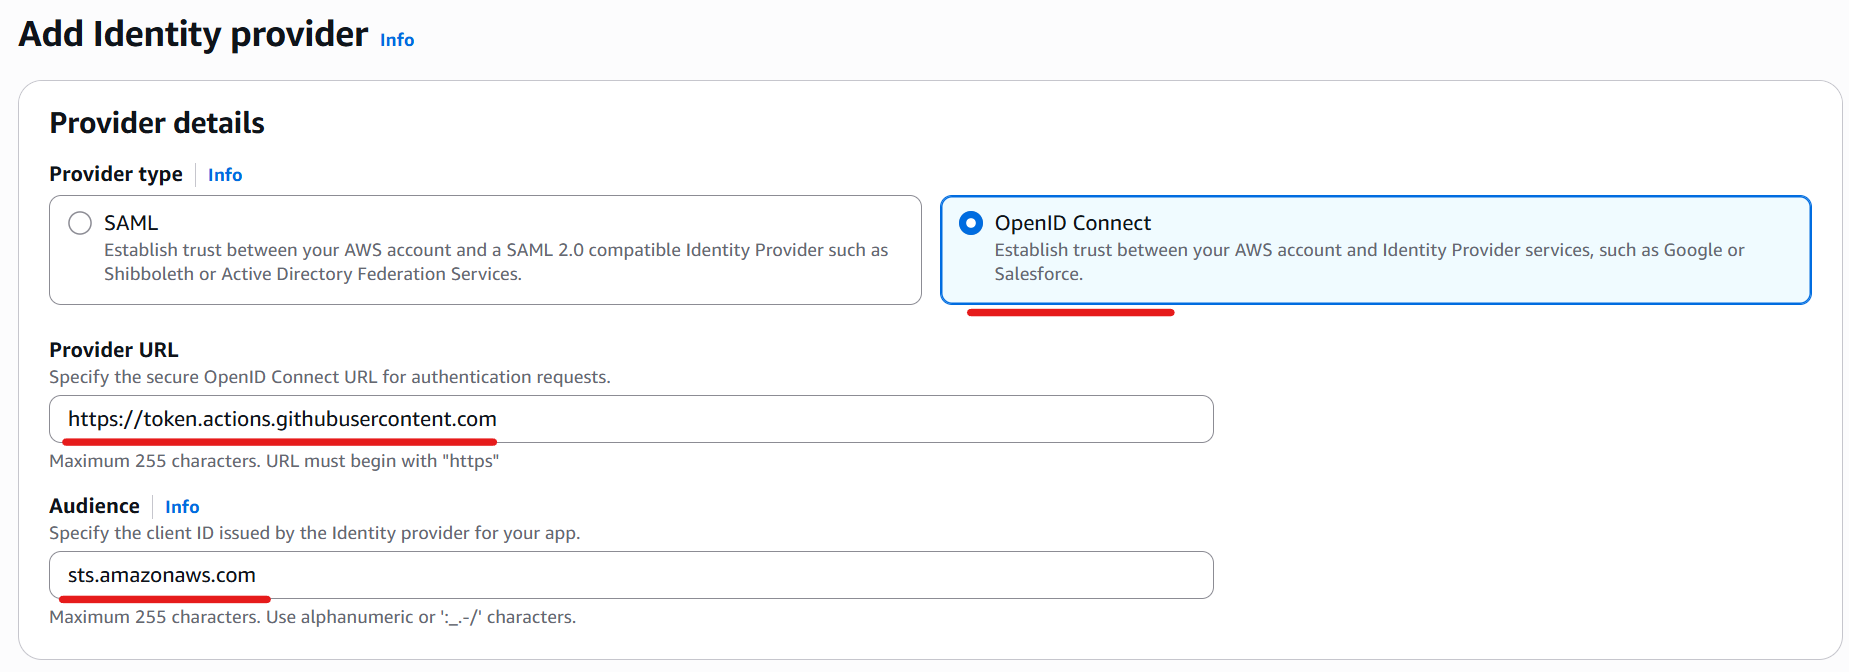 Add Identity provider Info
Provider details
Provider type Info
SAML
Establish trust between your AWS account and a SAML 2.0 compatible Identity Provider such as
Shibboleth or Active Directory Federation Services.
OpenID Connect
Establish trust between your AWS account and Identity Provider services, such as Google or
Salesforce.
Provider URL
Specify the secure OpenID Connect URL for authentication requests.
https://token.actions.githubusercontent.com
Maximum 255 characters. URL must begin with "https"
Audience Info
Specify the client ID issued by the Identity provider for your app.
sts.amazonaws.com
Maximum 255 characters. Use alphanumeric or ':_.-/' characters.